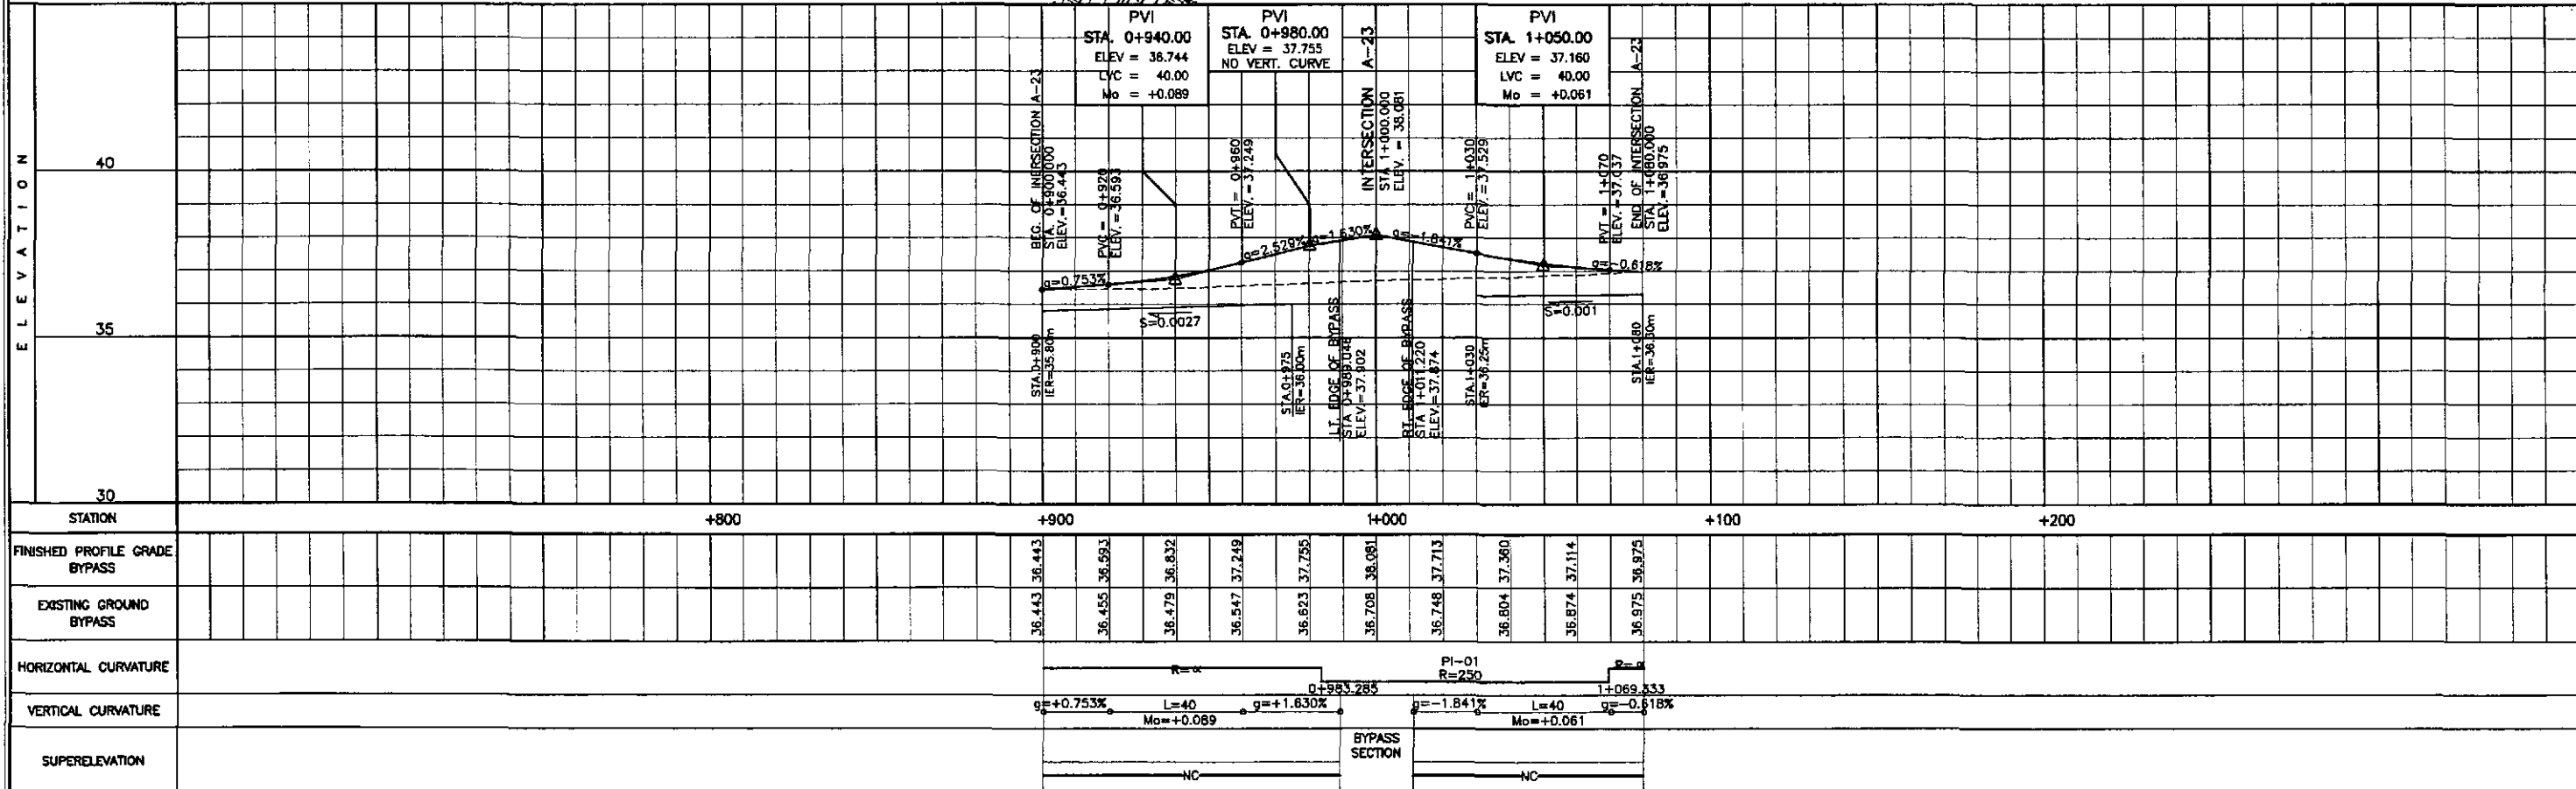 PVI
STA. 0+940.00
ELEV = 36.744
LVC = 40.00
Mo = +0.089
PVI
STA. 0+980.00
ELEV = 37.755
NO VERT. CURVE
PVI
STA. 1+050.00
ELEV = 37.160
LVC = 40.00
Mo = +0.061
BEG. OF INERSECTION A-23
STA. 0+900.000
ELEV.=36.443
PVC = 0+920
ELEV.=36.593
PVT = 0+960
ELEV.=37.249
INTERSECTION A-23
STA 1+000.000
ELEV. = 38.081
PVC = 1+030
ELEV.=37.529
PVT = 1+070
ELEV.=37.037
END OF INTERSECTION A-23
STA. 1+080.000
ELEV.=36.975
ELEVATION
40
35
30
g=0.753%
g=2.529%
g=1.630%
g=-1.841%
g=-0.618%
S=0.0027
S=0.001
STA.0+900
IER=35.80m
STA.0+975
IER=36.00m
LT. EDGE OF BYPASS
STA 0+989.048
ELEV.=37.902
RT. EDGE OF BYPASS
STA 1+011.220
ELEV.=37.874
STA.1+030
IER=36.25m
STA.1+080
IER=36.30m
STATION +800 +900 1+000 +100 +200
FINISHED PROFILE GRADE
BYPASS
36.443 36.593 36.832 37.249 37.755 38.081 37.713 37.360 37.114 36.975
EXISTING GROUND
BYPASS
36.443 36.455 36.479 36.547 36.623 36.708 36.748 36.804 36.874 36.975
HORIZONTAL CURVATURE
R=∝
PI-01
R=250
R=∝
0+983.285
1+069.333
VERTICAL CURVATURE
g=+0.753% L=40 g=+1.630% g=-1.841% L=40 g=-0.618%
Mo=+0.089 Mo=+0.061
SUPERELEVATION
BYPASS
SECTION
NC
NC